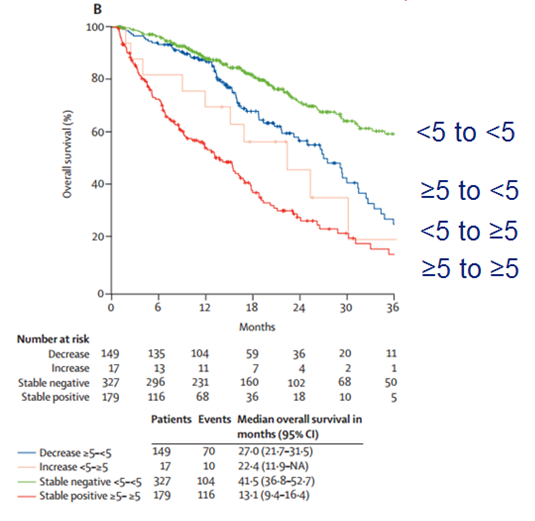 B
100
80
60
40
20
0
Overall survival (%)
0 6 12 18 24 30 36
Months
<5 to <5
≥5 to <5
<5 to ≥5
≥5 to ≥5
Number at risk
Decrease 149 135 104 59 36 20 11
Increase 17 13 11 7 4 2 1
Stable negative 327 296 231 160 102 68 50
Stable positive 179 116 68 36 18 10 5
Patients Events Median overall survival in
months (95% CI)
Decrease ≥5–<5 149 70 27·0 (21·7–31·5)
Increase <5–≥5 17 10 22·4 (11·9–NA)
Stable negative <5–<5 327 104 41·5 (36·8–52·7)
Stable positive ≥5– ≥5 179 116 13·1 (9·4–16·4)